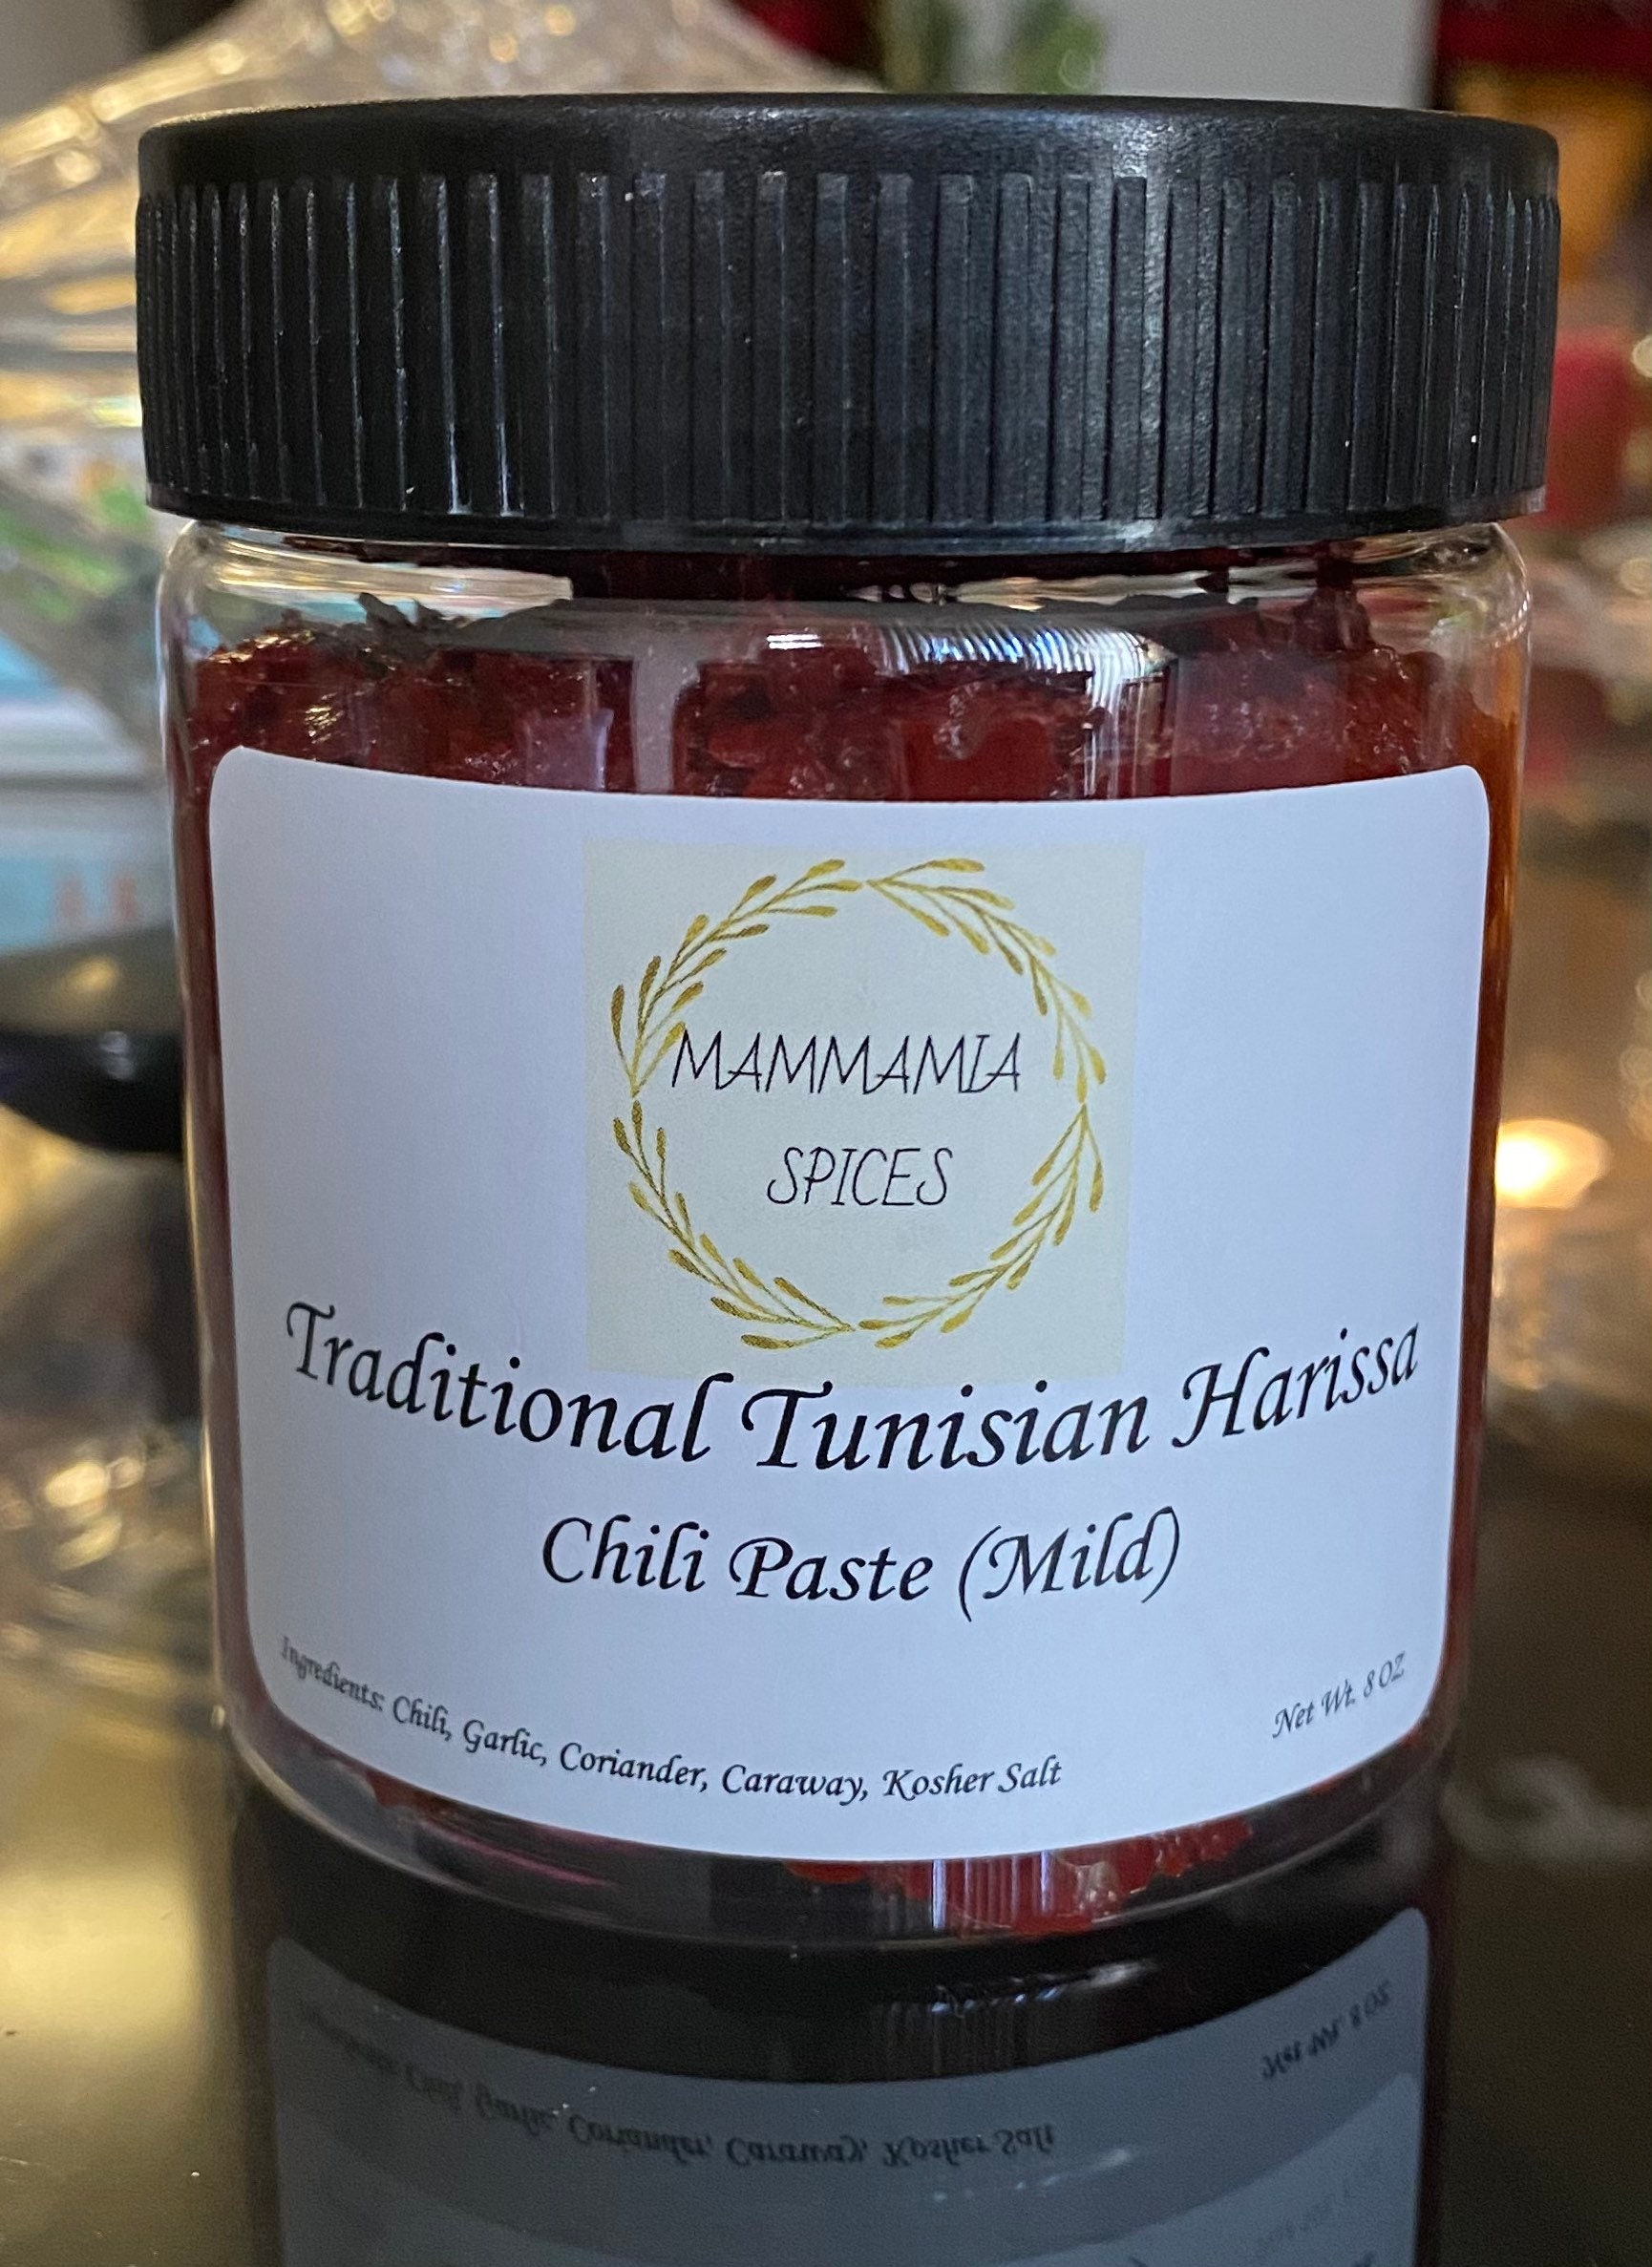 MAMMAMIA
SPICES
Traditional Tunisian Harissa
Chili Paste (Mild)
Ingredients: Chili, Garlic, Coriander, Caraway, Kosher Salt
Net Wt. 8 OZ